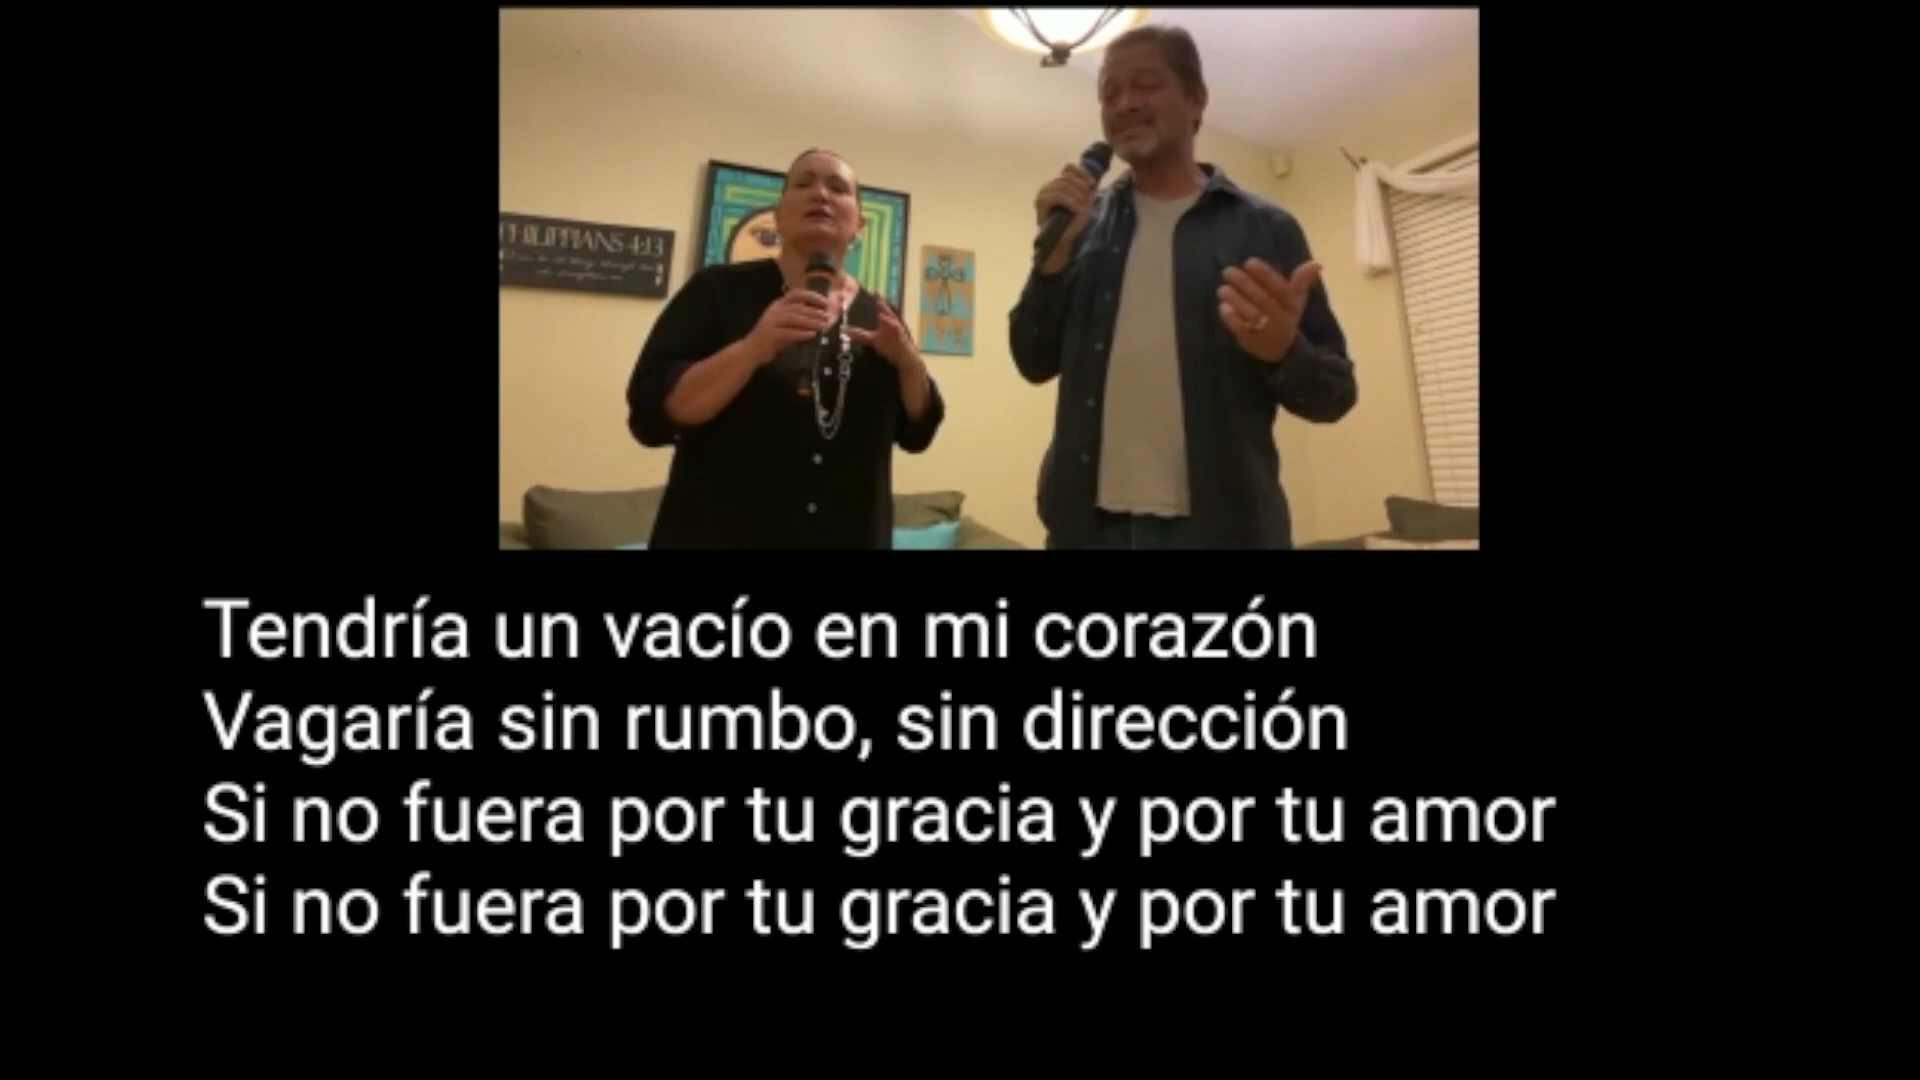 PHILIPPIANS 4:13
Tendría un vacío en mi corazón
Vagaría sin rumbo, sin dirección
Si no fuera por tu gracia y por tu amor
Si no fuera por tu gracia y por tu amor